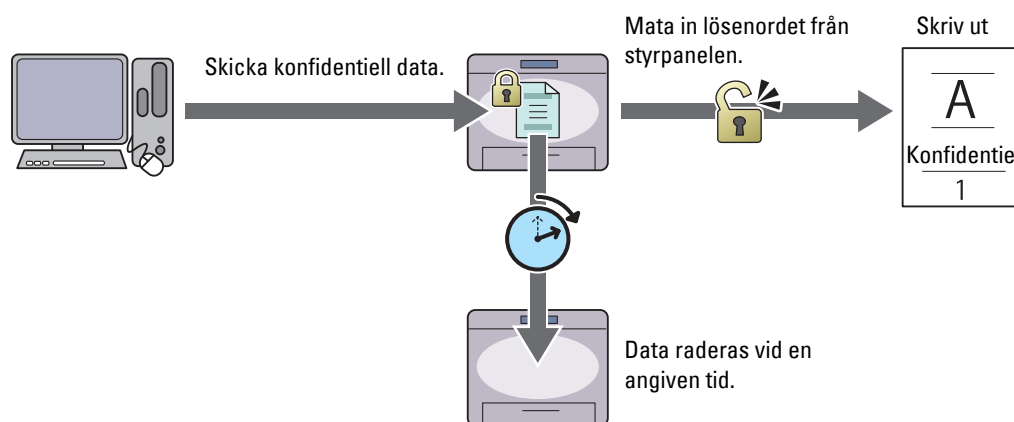 Skicka konfidentiell data.
Mata in lösenordet från
styrpanelen.
Skriv ut
A
Konfidentie
1
Data raderas vid en
angiven tid.